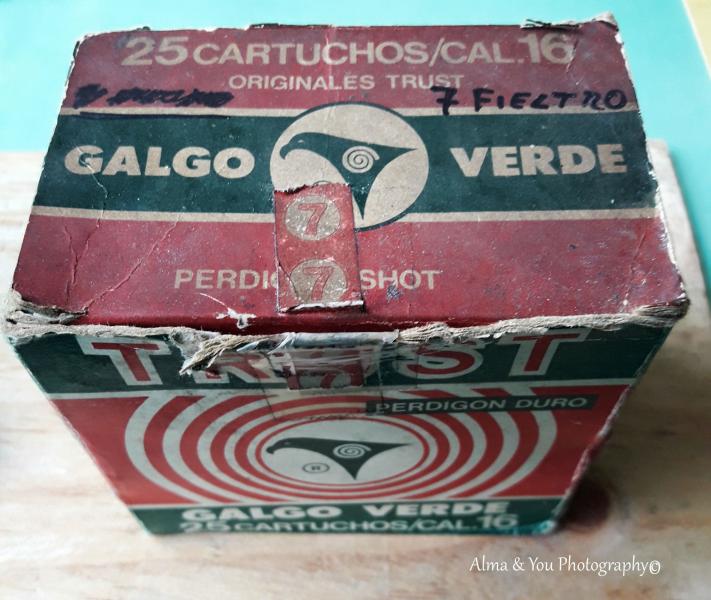 25 CARTUCHOS/CAL.16
ORIGINALES TRUST
7 FIELTRO
GALGO VERDE
7
7
SHOT
TRUST
PERDIGON DURO
®
GALGO VERDE
25 CARTUCHOS/CAL.16
Alma & You Photography©